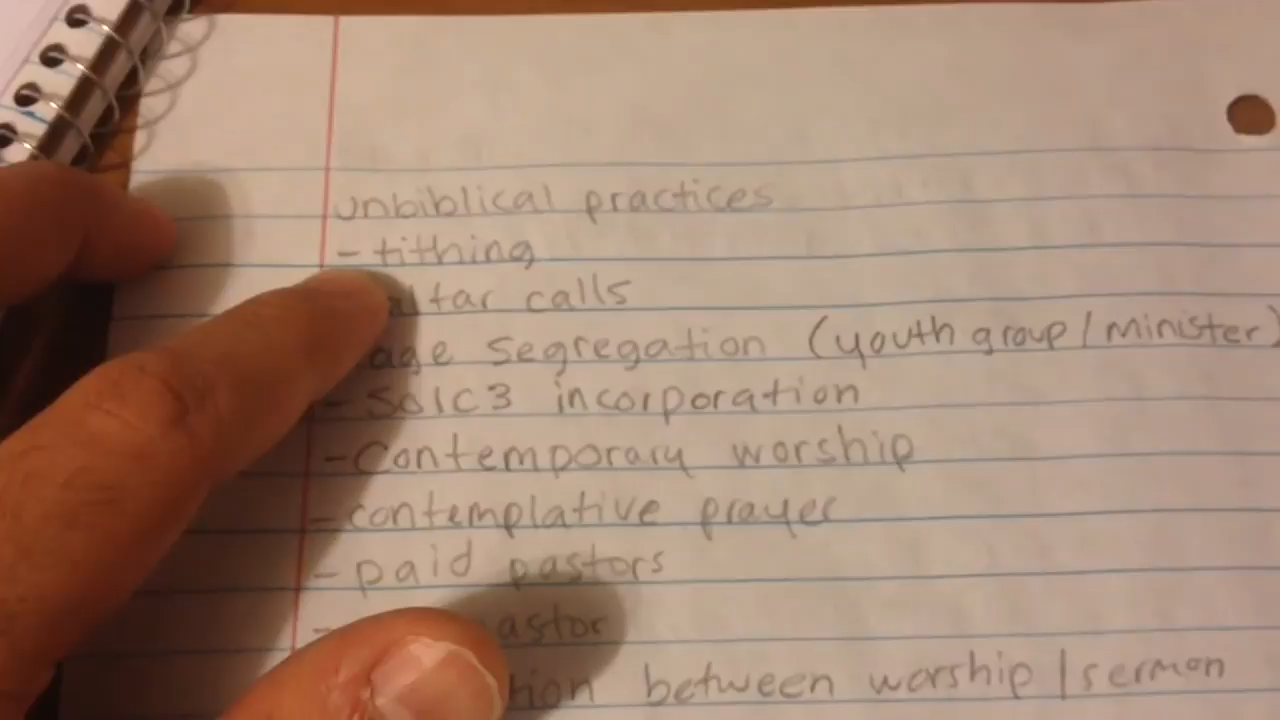 unbiblical practices
- tithing
altar calls
age segregation (youth group / minister)
- 501C3 incorporation
- contemporary worship
- contemplative prayer
- paid pastors
- pastor
between worship / sermon